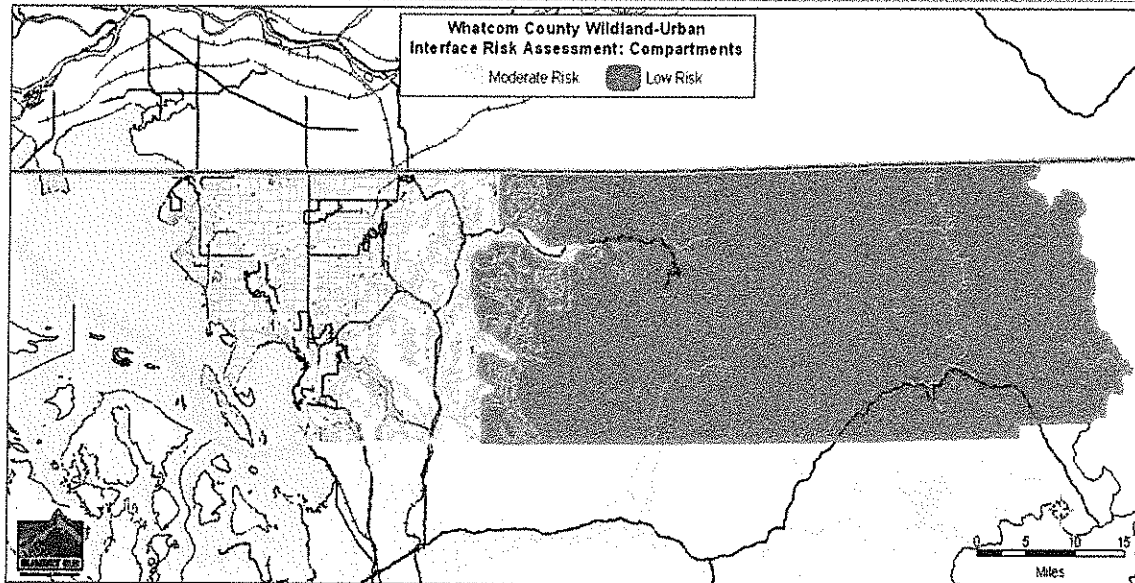 Whatcom County Wildland-Urban
Interface Risk Assessment: Compartments
Moderate Risk Low Risk
0 5 10 15
Miles